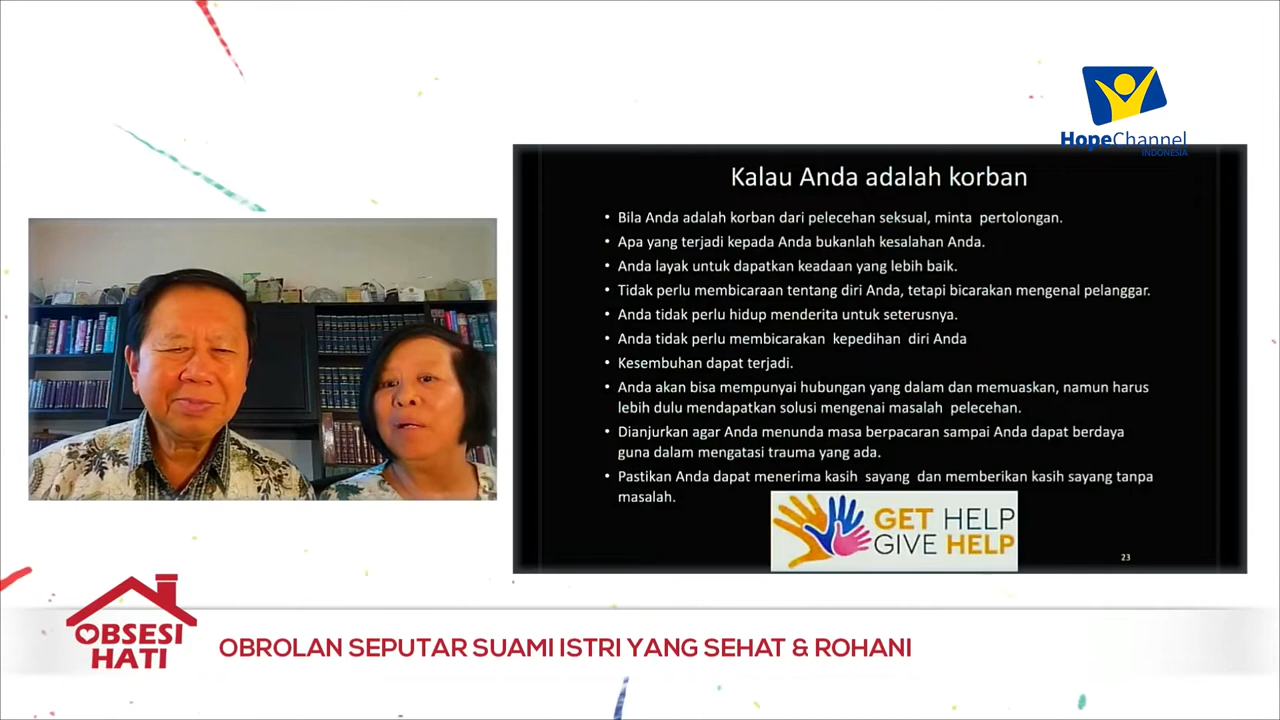 HopeChannel
INDONESIA
Kalau Anda adalah korban
• Bila Anda adalah korban dari pelecehan seksual, minta pertolongan.
• Apa yang terjadi kepada Anda bukanlah kesalahan Anda.
• Anda layak untuk dapatkan keadaan yang lebih baik.
• Tidak perlu membicaraan tentang diri Anda, tetapi bicarakan mengenal pelanggar.
• Anda tidak perlu hidup menderita untuk seterusnya.
• Anda tidak perlu membicarakan kepedihan diri Anda
• Kesembuhan dapat terjadi.
• Anda akan bisa mempunyai hubungan yang dalam dan memuaskan, namun harus
lebih dulu mendapatkan solusi mengenai masalah pelecehan.
• Dianjurkan agar Anda menunda masa berpacaran sampai Anda dapat berdaya
guna dalam mengatasi trauma yang ada.
• Pastikan Anda dapat menerima kasih sayang dan memberikan kasih sayang tanpa
masalah.
GET HELP
GIVE HELP
23
OBSESI
HATI
OBROLAN SEPUTAR SUAMI ISTRI YANG SEHAT & ROHANI